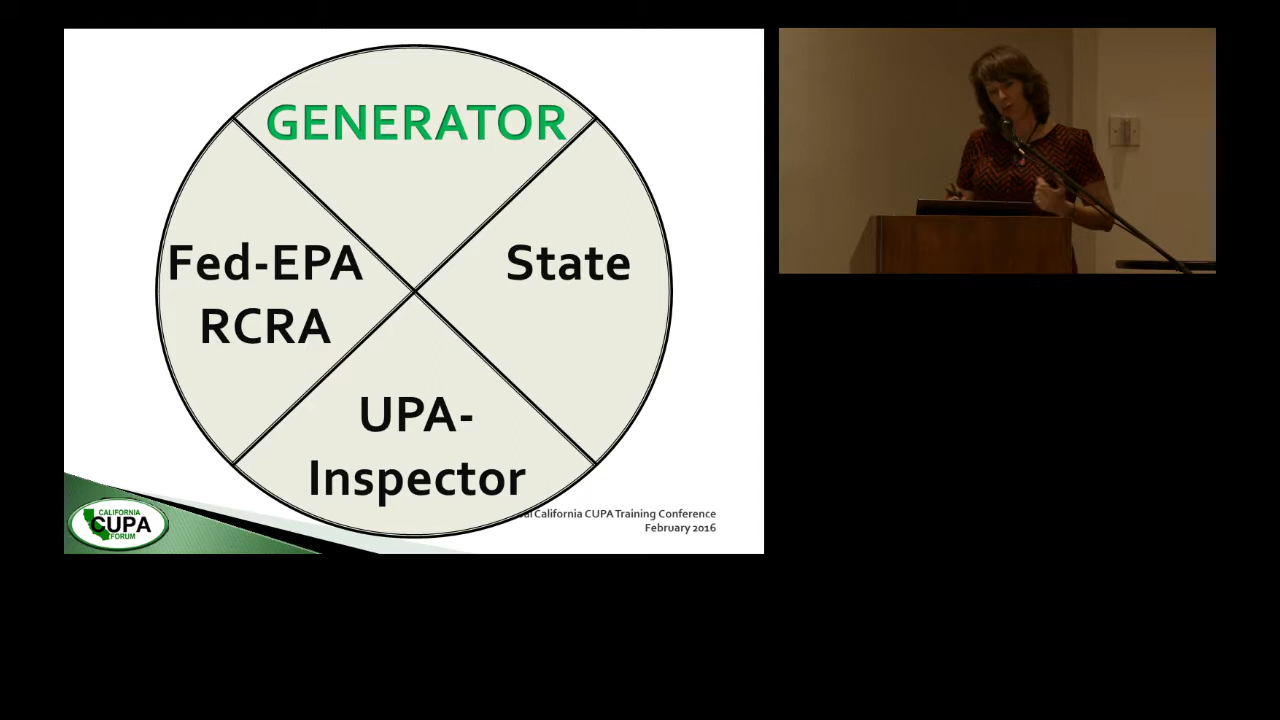 GENERATOR
Fed-EPA
RCRA
State
UPA-
Inspector
California CUPA Training Conference
February 2016
CALIFORNIA
CUPA
FORUM